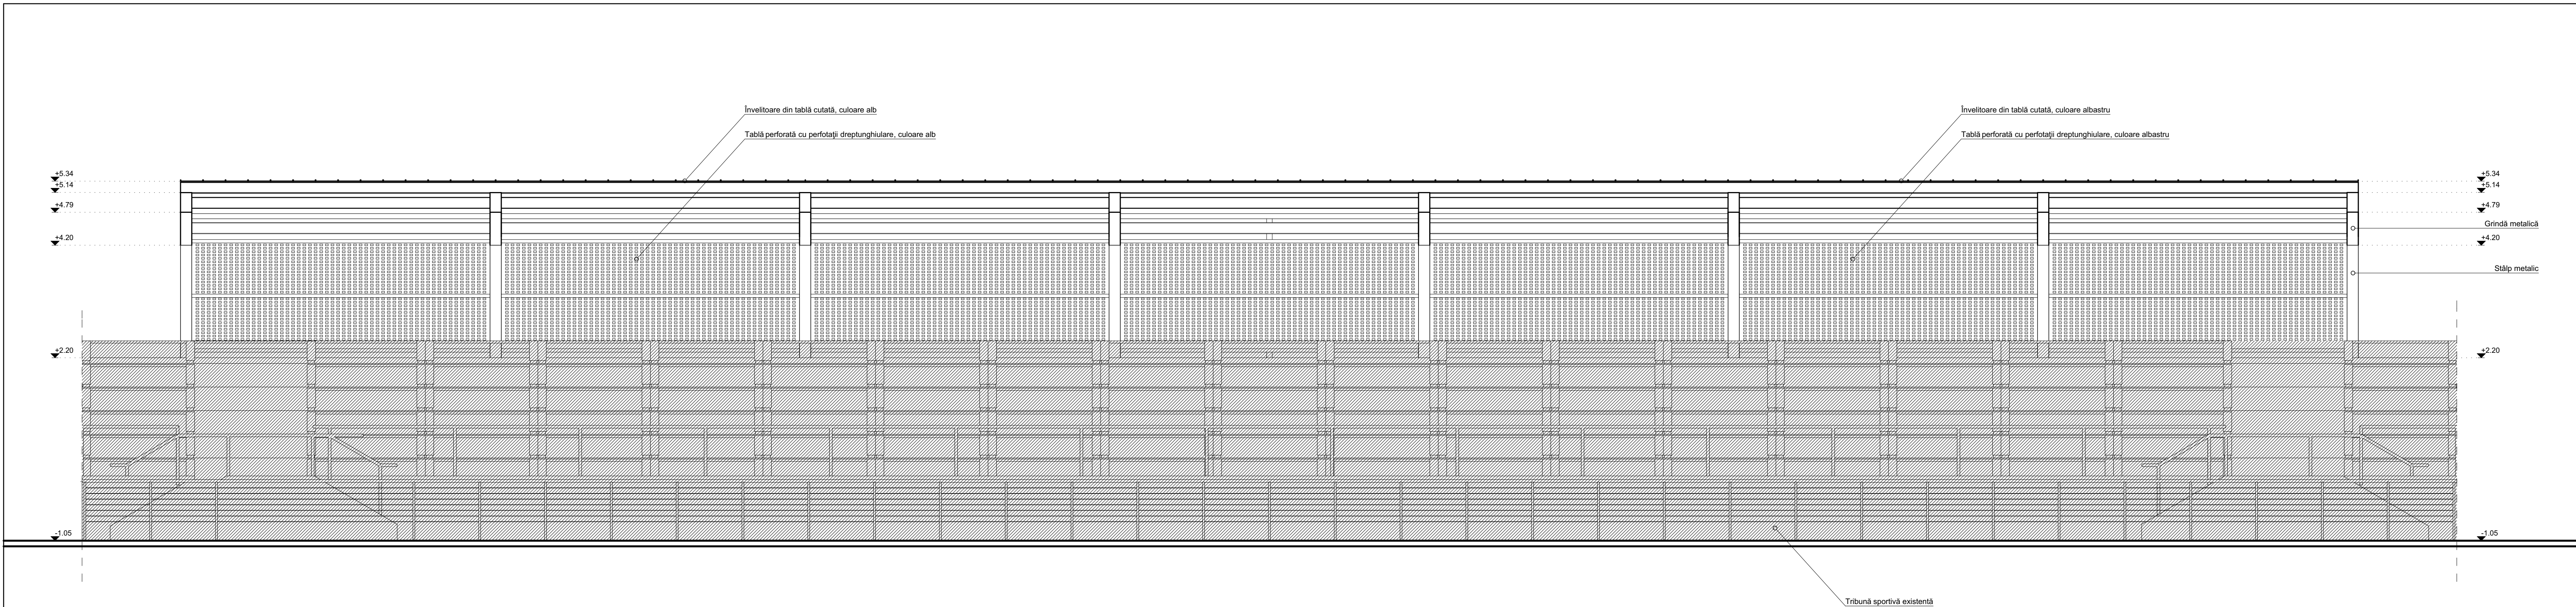 Învelitoare din tablă cutată, culoare alb
Învelitoare din tablă cutată, culoare albastru
Tablă perforată cu perfotaţii dreptunghiulare, culoare alb
Tablă perforată cu perfotaţii dreptunghiulare, culoare albastru
+5.34
+5.34
+5.14
+5.14
+4.79
+4.79
Grindă metalică
+4.20
+4.20
Stâlp metalic
+2.20
+2.20
-1.05
-1.05
Tribună sportivă existentă